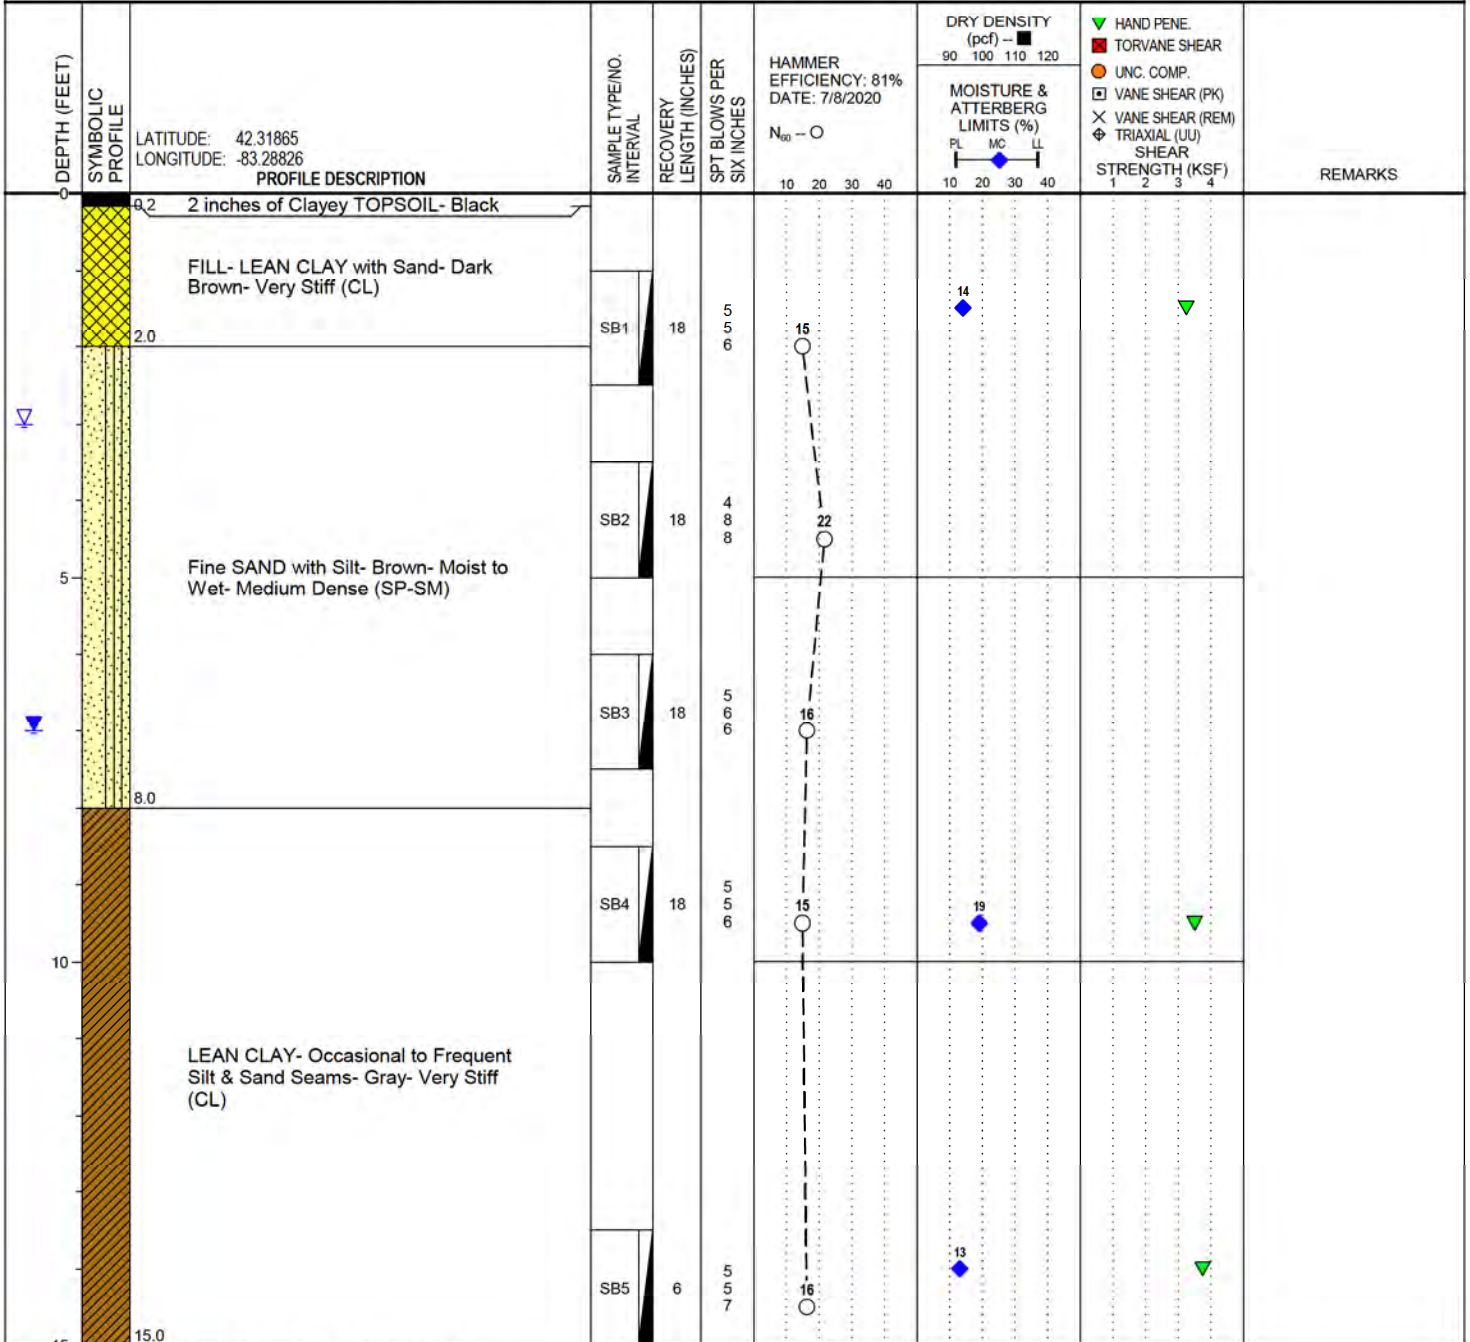 DEPTH (FEET)
SYMBOLIC
PROFILE
LATITUDE: 42.31865
LONGITUDE: -83.28826
PROFILE DESCRIPTION
SAMPLE TYPE/NO.
INTERVAL
RECOVERY
LENGTH (INCHES)
SPT BLOWS PER
SIX INCHES
HAMMER
EFFICIENCY: 81%
DATE: 7/8/2020
N60 --
10 20 30 40
DRY DENSITY
(pcf) --
90 100 110 120
MOISTURE &
ATTERBERG
LIMITS (%)
PL MC LL
10 20 30 40
HAND PENE.
TORVANE SHEAR
UNC. COMP.
VANE SHEAR (PK)
VANE SHEAR (REM)
TRIAXIAL (UU)
SHEAR
STRENGTH (KSF)
1 2 3 4
REMARKS
0
0.2
2 inches of Clayey TOPSOIL- Black
FILL- LEAN CLAY with Sand- Dark
Brown- Very Stiff (CL)
2.0
SB1
18
5
5
6
15
14
SB2
18
4
8
8
22
5
Fine SAND with Silt- Brown- Moist to
Wet- Medium Dense (SP-SM)
SB3
18
5
6
6
16
8.0
SB4
18
5
5
6
15
19
10
LEAN CLAY- Occasional to Frequent
Silt & Sand Seams- Gray- Very Stiff
(CL)
SB5
6
5
5
7
16
13
15.0